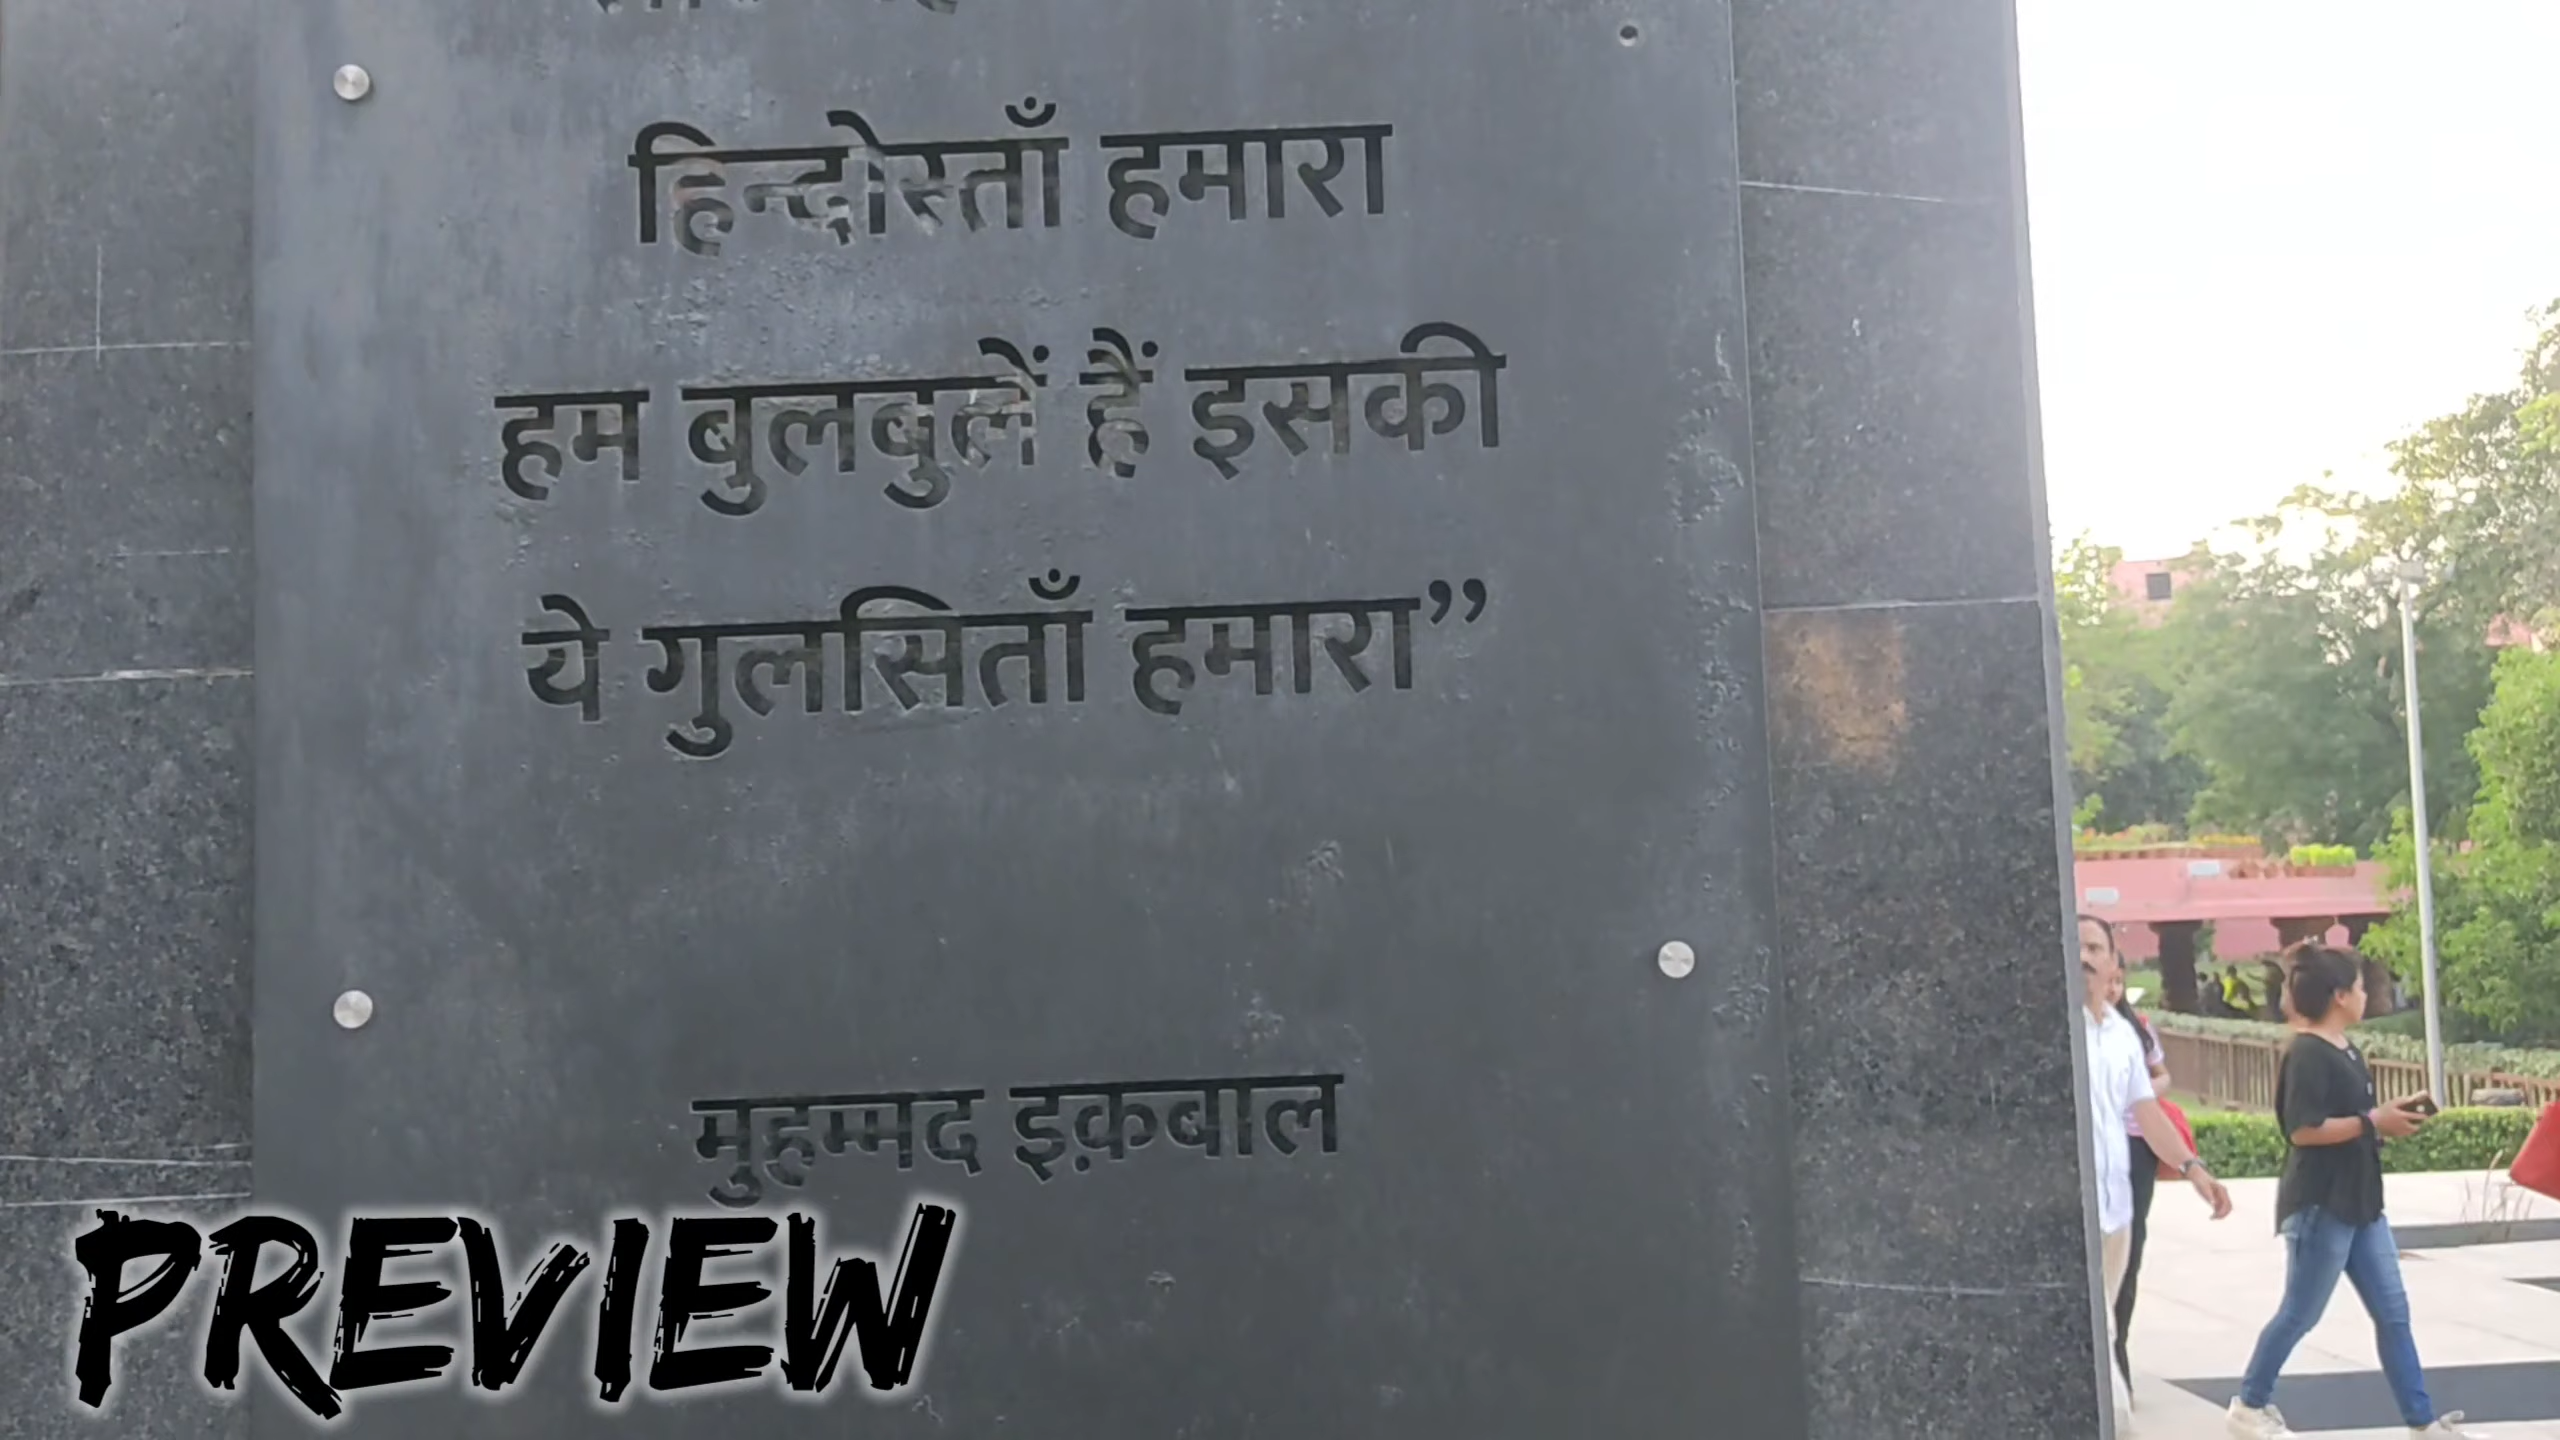 हिन्दोस्ताँ हमारा
हम बुलबुलें हैं इसकी
ये गुलसिताँ हमारा”
मुहम्मद इक़बाल
PREVIEW